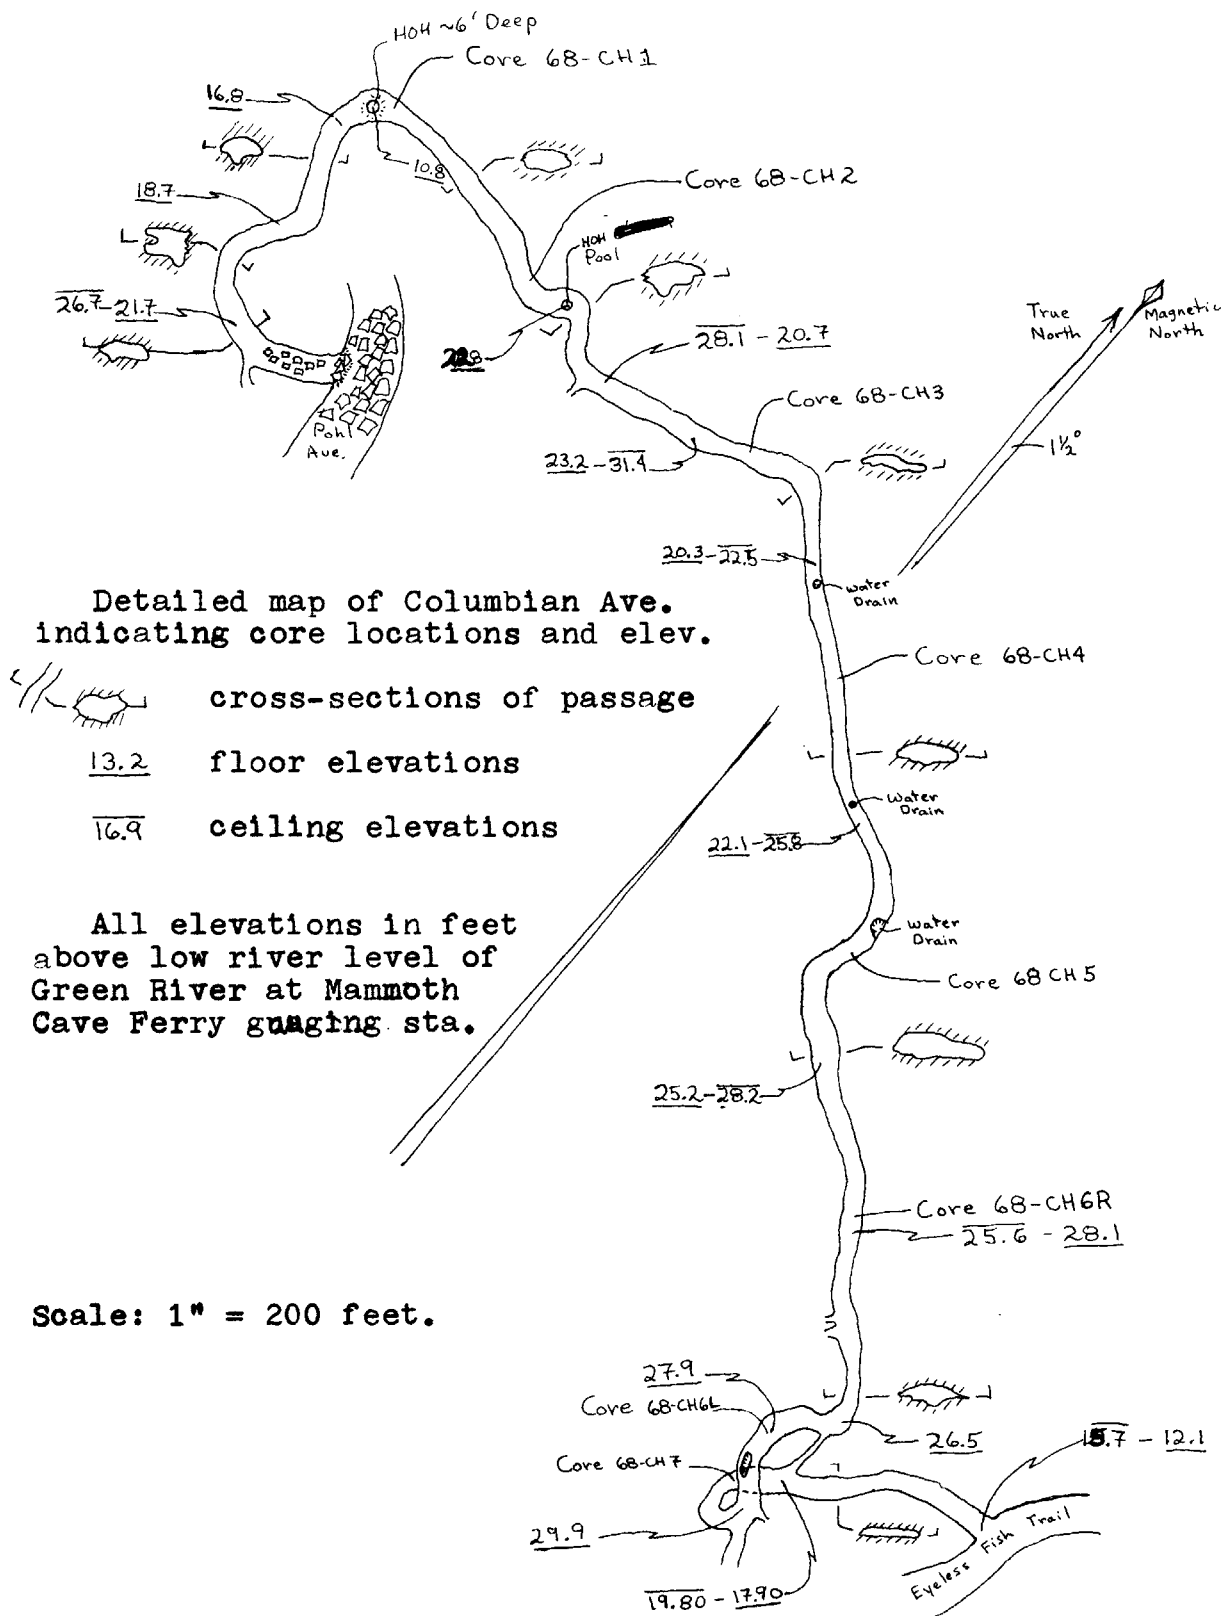 HOH ~6' Deep
Core 68-CH1
16.8
10.8
18.7
Core 68-CH2
HOH
Pool
26.7-21.7
28.1 - 20.7
True
North
Magnetic
North
1½°
Core 68-CH3
Pohl
Ave.
23.2-31.4
20.3-22.5
Water
Drain
Detailed map of Columbian Ave.
indicating core locations and elev.
Core 68-CH4
cross-sections of passage
13.2 floor elevations
16.9 ceiling elevations
Water
Drain
22.1-25.8
All elevations in feet
above low river level of
Green River at Mammoth
Cave Ferry guaging sta.
Water
Drain
Core 68 CH5
25.2-28.2
Core 68-CH6R
25.6 - 28.1
Scale: 1" = 200 feet.
27.9
Core 68-CH6L
26.5
- 12.1
Core 68-CH7
29.9
Eyeless Fish Trail
19.80 - 17.90